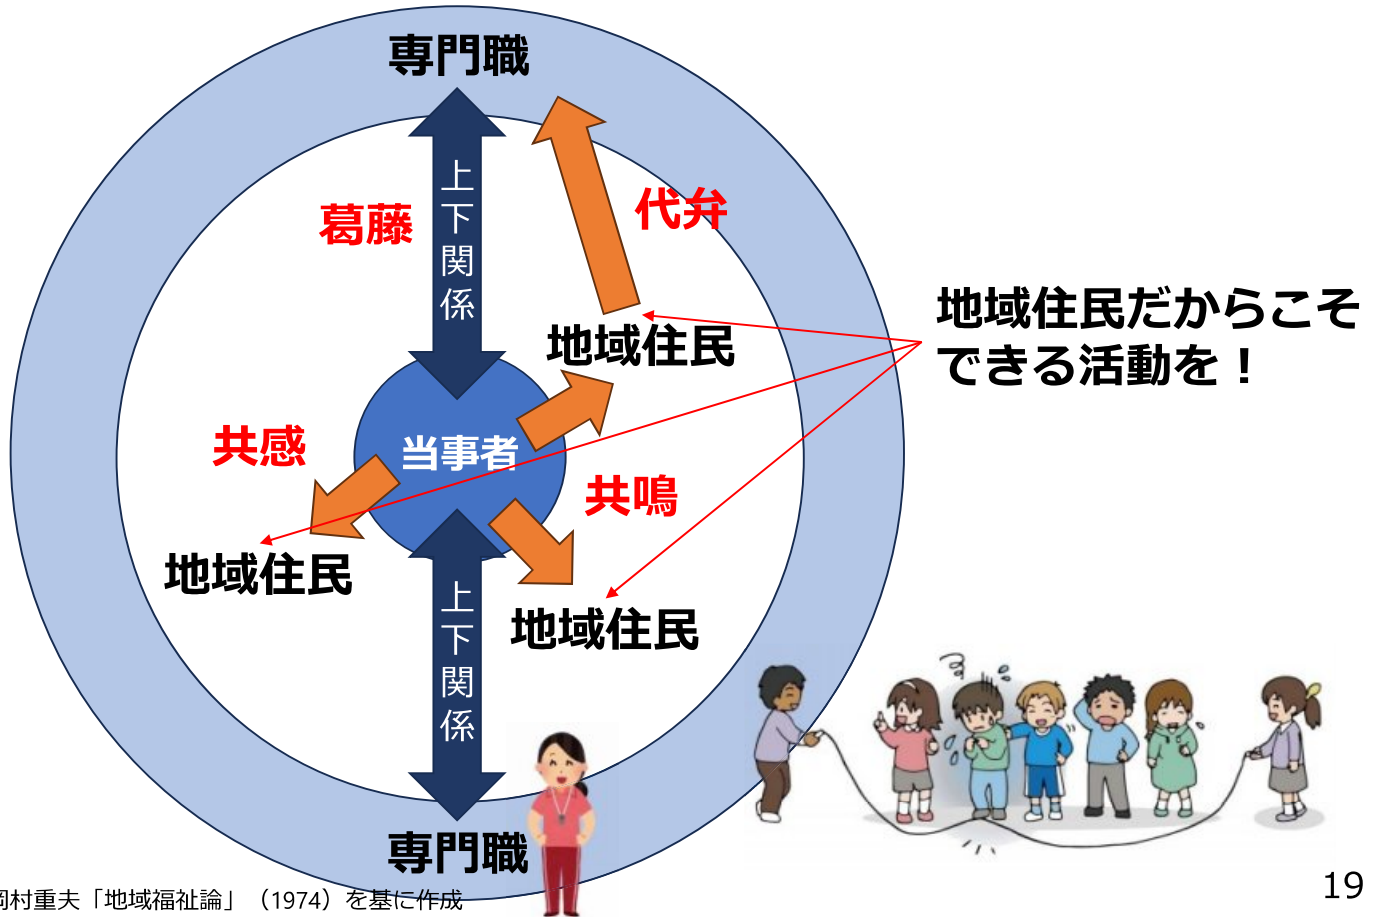 専門職
上下関係
葛藤
代弁
地域住民
地域住民だからこそ
できる活動を！
当事者
共感
共鳴
地域住民
地域住民
上下関係
専門職
岡村重夫「地域福祉論」（1974）を基に作成
19